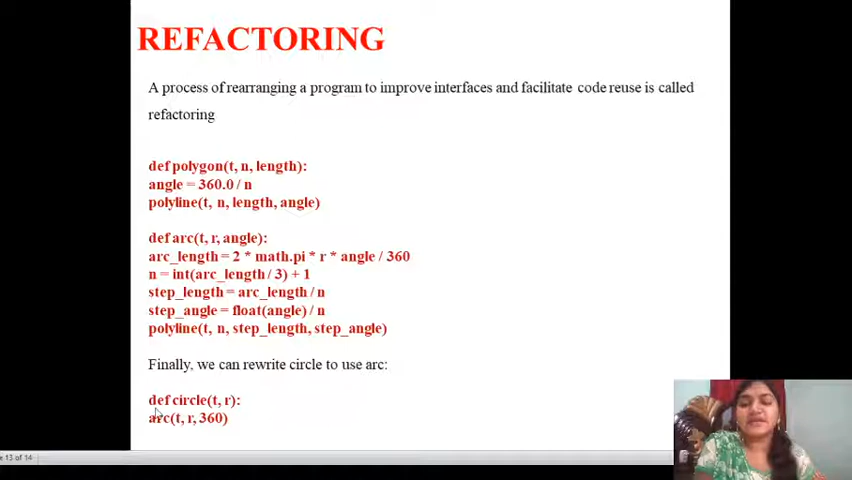 REFACTORING
A process of rearranging a program to improve interfaces and facilitate code reuse is called
refactoring
def polygon(t, n, length):
angle = 360.0 / n
polyline(t, n, length, angle)
def arc(t, r, angle):
arc_length = 2 * math.pi * r * angle / 360
n = int(arc_length / 3) + 1
step_length = arc_length / n
step_angle = float(angle) / n
polyline(t, n, step_length, step_angle)
Finally, we can rewrite circle to use arc:
def circle(t, r):
arc(t, r, 360)
e 13 of 14